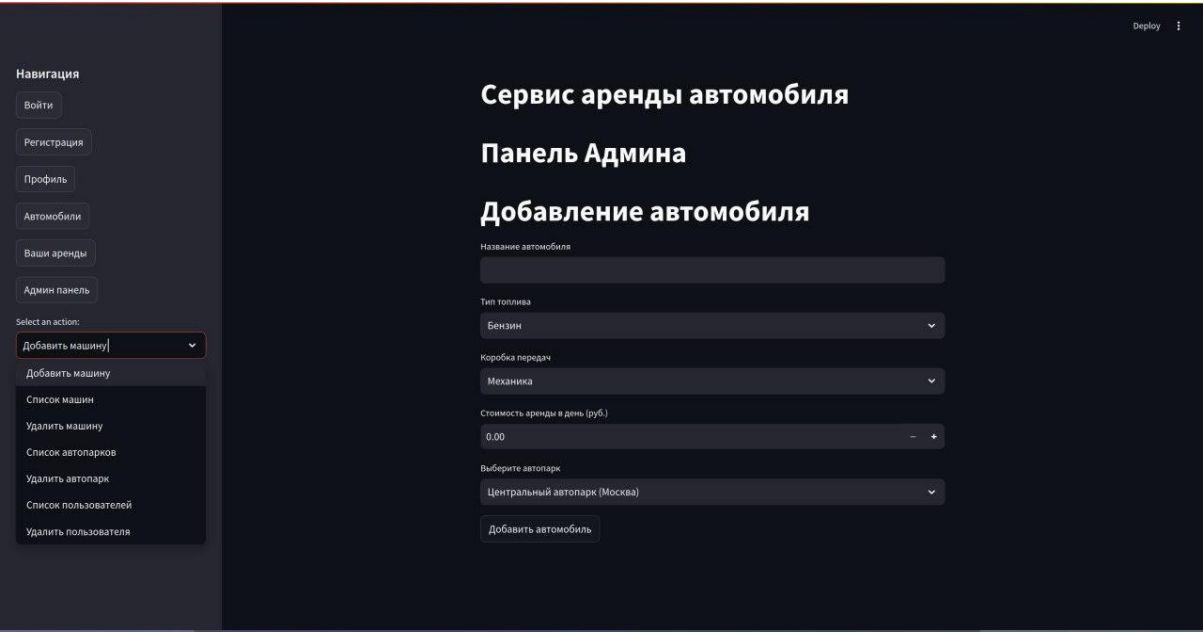 Deploy
Навигация
Войти
Регистрация
Профиль
Автомобили
Ваши аренды
Админ панель
Select an action:
Добавить машину
Добавить машину
Список машин
Удалить машину
Список автопарков
Удалить автопарк
Список пользователей
Удалить пользователя
Сервис аренды автомобиля
Панель Админа
Добавление автомобиля
Название автомобиля
Тип топлива
Бензин
Коробка передач
Механика
Стоимость аренды в день (руб.)
0.00
Выберите автопарк
Центральный автопарк (Москва)
Добавить автомобиль